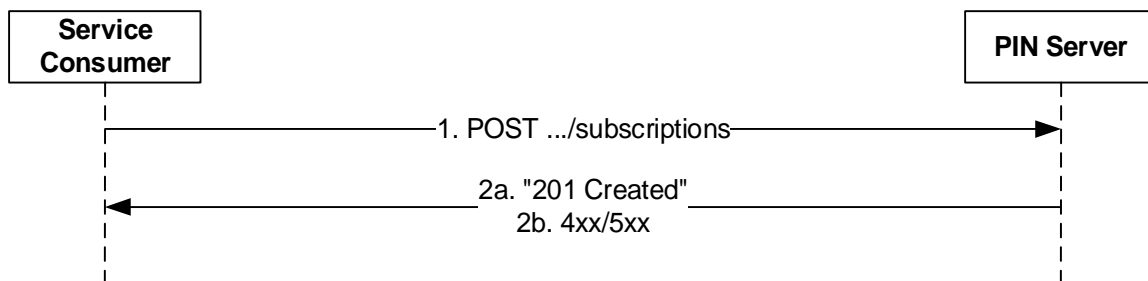 Service
Consumer
PIN Server
1. POST .../subscriptions
2a. "201 Created"
2b. 4xx/5xx